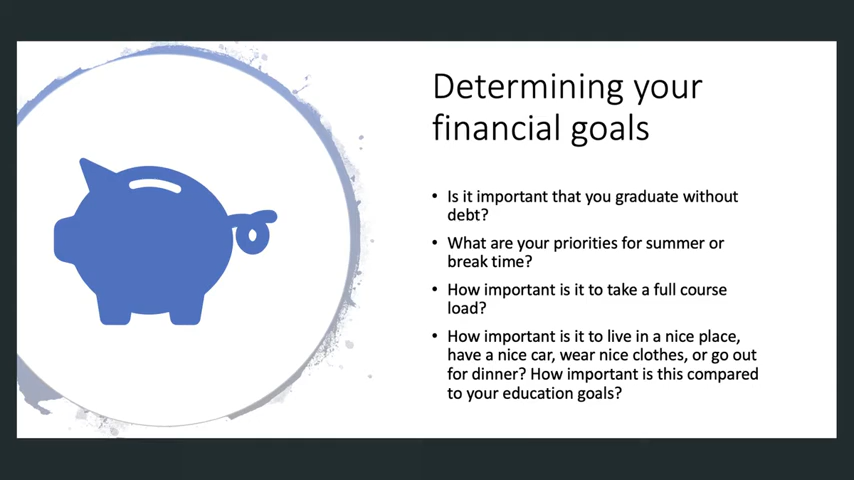 Determining your
financial goals
• Is it important that you graduate without
debt?
• What are your priorities for summer or
break time?
• How important is it to take a full course
load?
• How important is it to live in a nice place,
have a nice car, wear nice clothes, or go out
for dinner? How important is this compared
to your education goals?